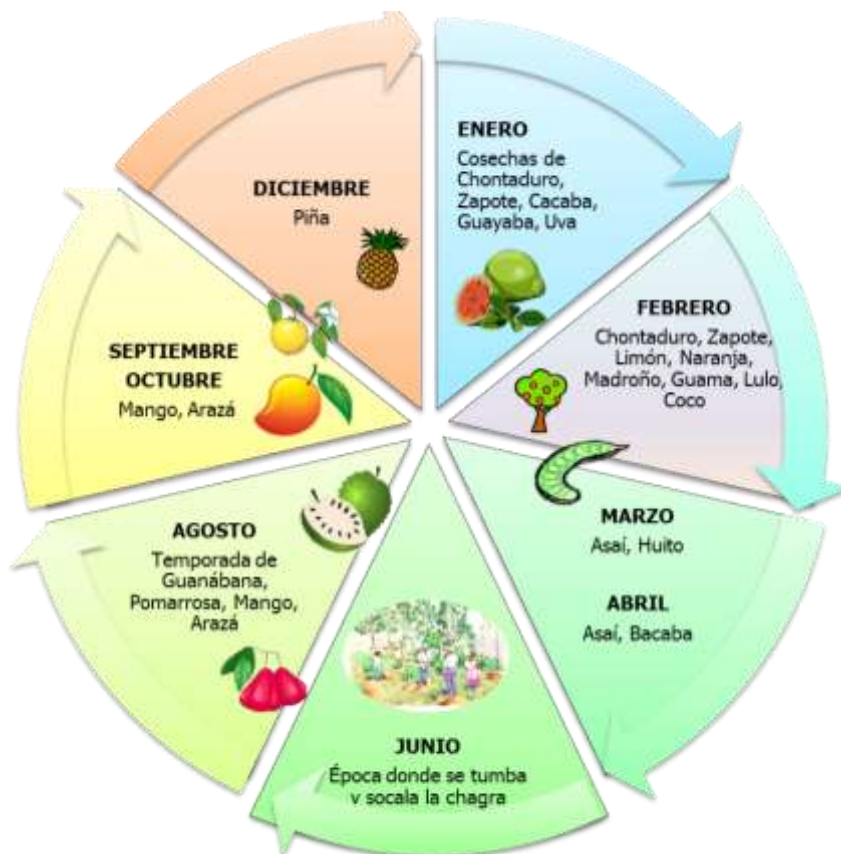 ENERO
Cosechas de
Chontaduro,
Zapote, Cacaba,
Guayaba, Uva
FEBRERO
Chontaduro, Zapote,
Limón, Naranja,
Madroño, Guama, Lulo,
Coco
MARZO
Asaí, Huito
ABRIL
Asaí, Bacaba
JUNIO
Época donde se tumba
y socala la chagra
AGOSTO
Temporada de
Guanábana,
Pomarrosa, Mango,
Arazá
SEPTIEMBRE
OCTUBRE
Mango, Arazá
DICIEMBRE
Piña